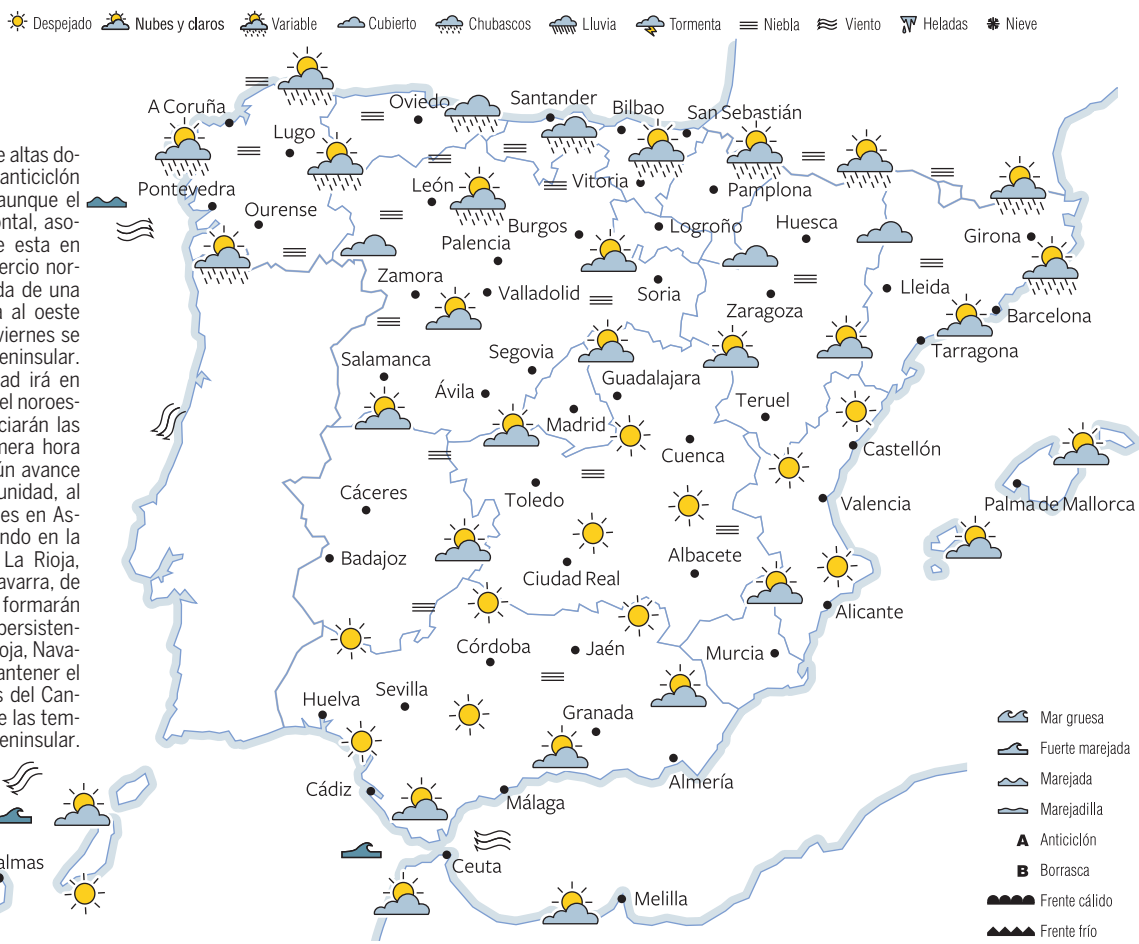 Despejado Nubes y claros Variable Cubierto Chubascos Lluvia Tormenta Niebla Viento Heladas Nieve
e altas do-
anticiclón
aunque el
ontal, aso-
e esta en
ercio nor-
da de una
a al oeste
viernes se
eninsular.
ad irá en
el noroes-
ciarán las
mera hora
ún avance
unidad, al
es en As-
ndo en la
La Rioja,
avarra, de
formarán
persisten-
oja, Nava-
antener el
s del Can-
e las tem-
eninsular.
A Coruña
Lugo
Oviedo
Santander
Bilbao
San Sebastián
Pontevedra
Ourense
León
Vitoria
Pamplona
Palencia
Burgos
Logroño
Huesca
Girona
Zamora
Valladolid
Soria
Zaragoza
Lleida
Barcelona
Tarragona
Salamanca
Segovia
Ávila
Guadalajara
Madrid
Teruel
Castellón
Cuenca
Cáceres
Toledo
Valencia
Palma de Mallorca
Badajoz
Ciudad Real
Albacete
Alicante
Córdoba
Jaén
Murcia
Huelva
Sevilla
Granada
Almería
Cádiz
Málaga
Ceuta
Melilla
almas
Mar gruesa
Fuerte marejada
Marejada
Marejadilla
A Anticiclón
B Borrasca
Frente cálido
Frente frío